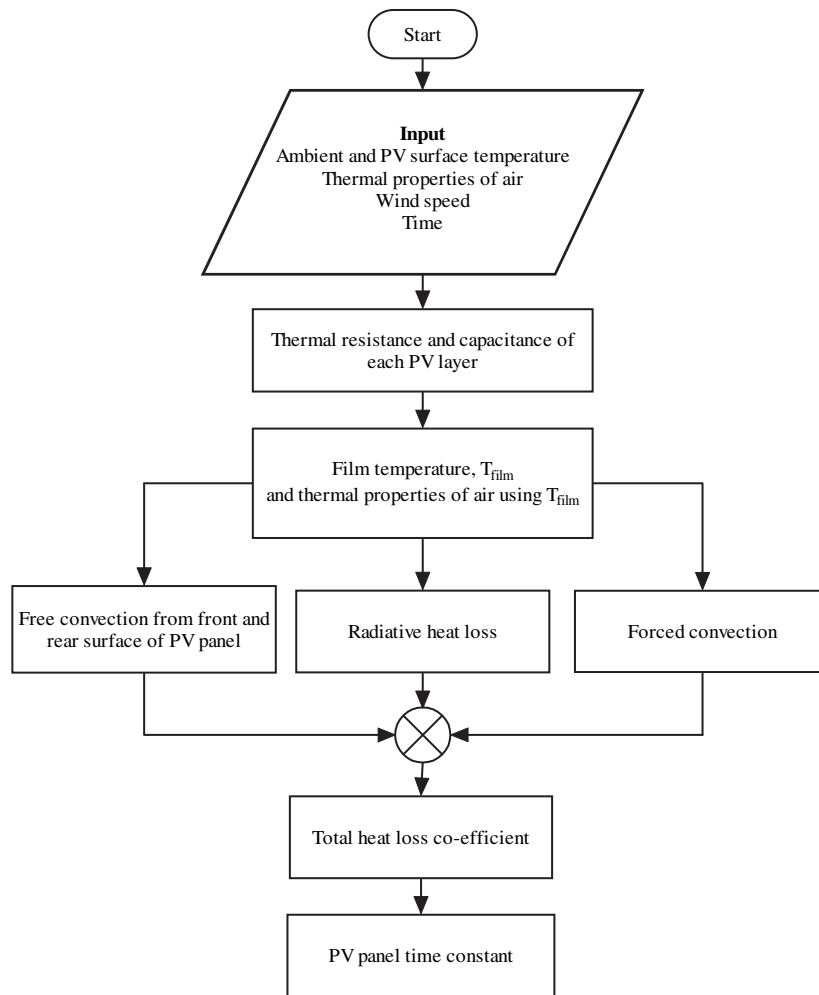 Start
Input
Ambient and PV surface temperature
Thermal properties of air
Wind speed
Time
Thermal resistance and capacitance of
each PV layer
Film temperature, T_film
and thermal properties of air using T_film
Free convection from front and
rear surface of PV panel
Radiative heat loss
Forced convection
Total heat loss co-efficient
PV panel time constant